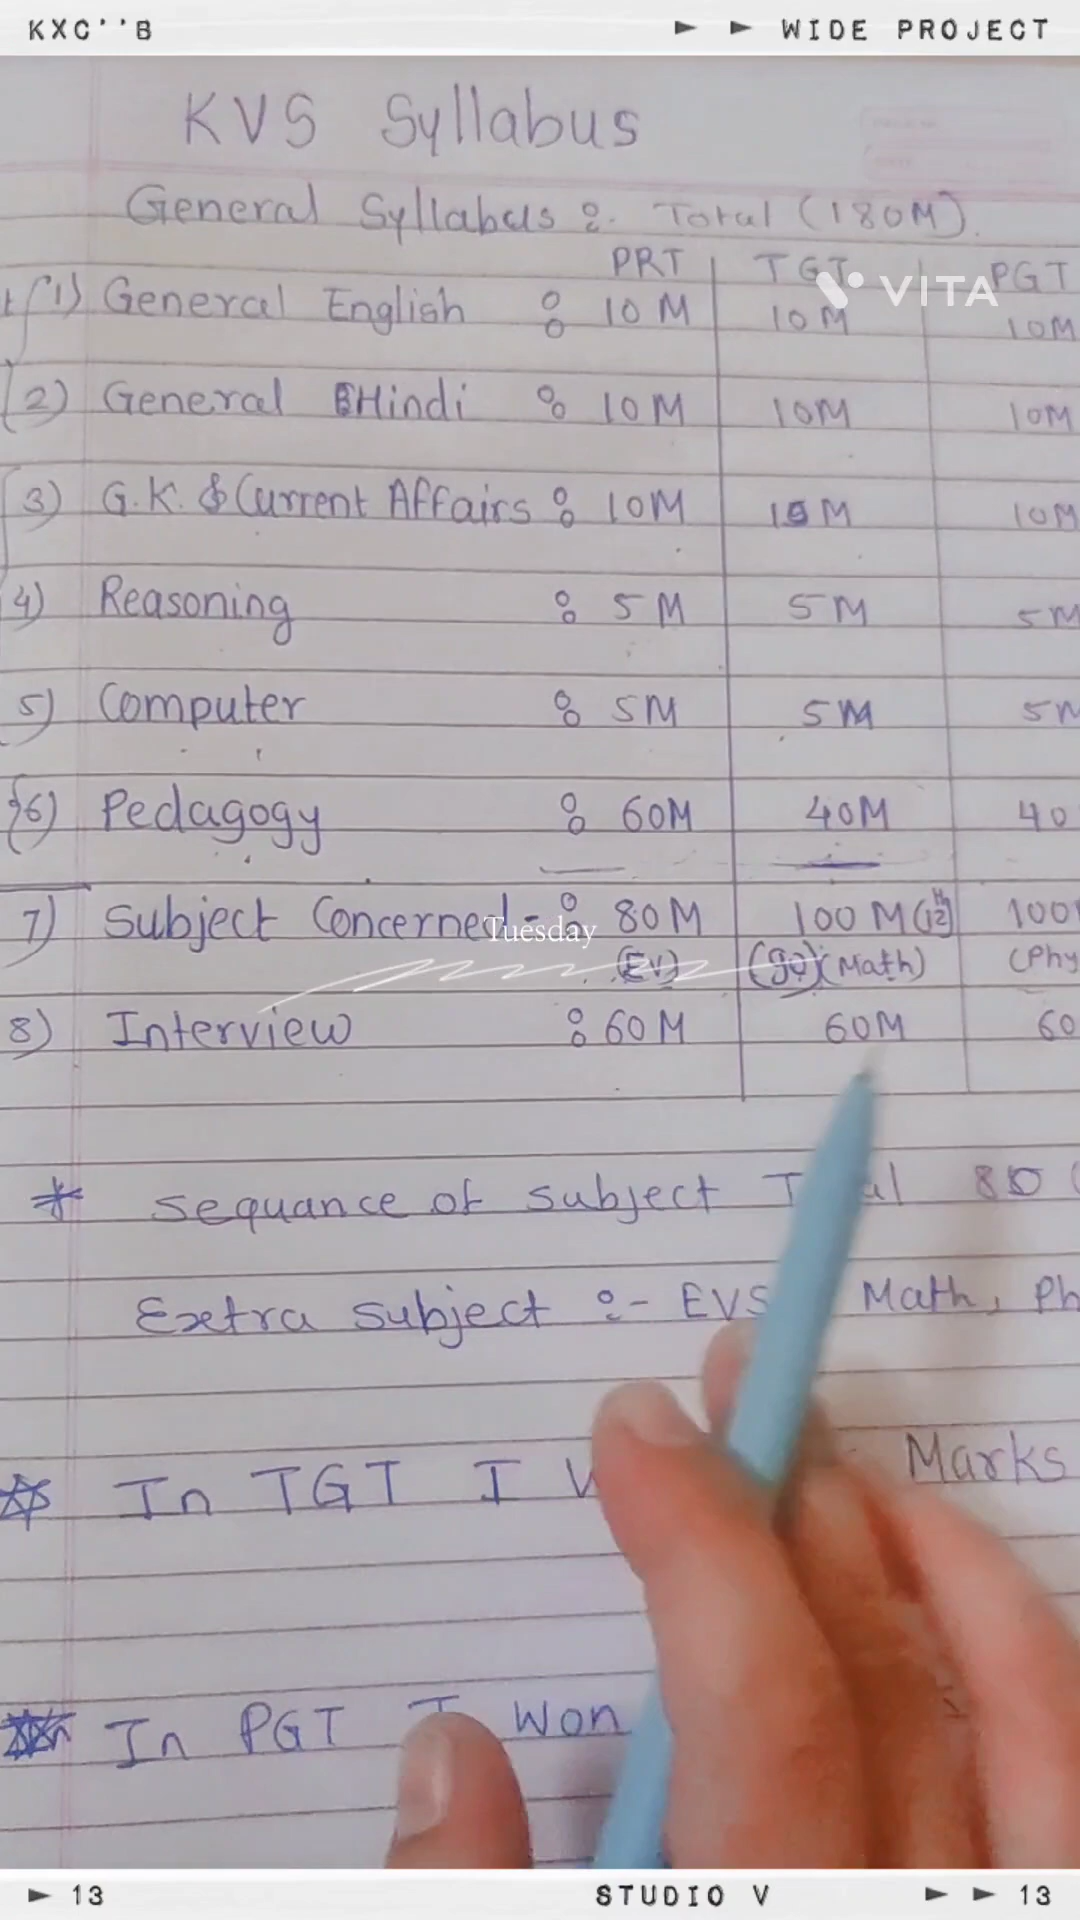 KXC''B ► ► WIDE PROJECT
KVS Syllabus
General Syllabus : Total (180M).
PRT TGT PGT
VITA
1) General English : 10 M 10 M 10M
2) General Hindi : 10 M 10M 10M
3) G.K. & Current Affairs : 10M 10M
4) Reasoning : 5 M 5 M 5 M
5) Computer : 5M 5M 5M
6) Pedagogy : 60M 40M 40
7) Subject Concerned - : 80M 100 M 100
Tuesday
(Math) (Phy
8) Interview : 60 M 60M 60
* Sequance of subject 80
Extra subject :- EVS Math, Ph
In TGT I Marks
In PGT I Won
► 13 STUDIO V ► ► 13